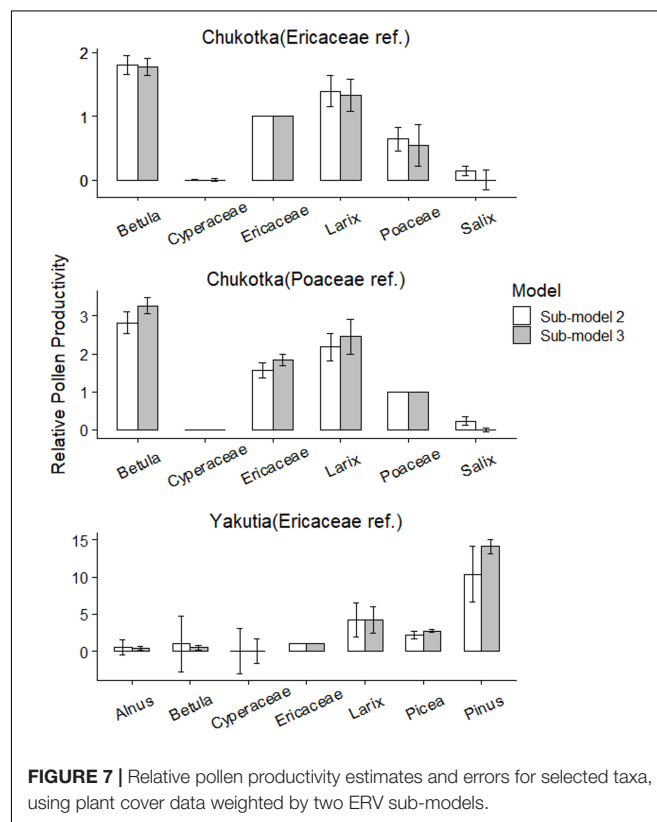 Chukotka(Ericaceae ref.)
2
1
0
Betula
Cyperaceae
Ericaceae
Larix
Poaceae
Salix
Relative Pollen Productivity
Chukotka(Poaceae ref.)
3
2
1
0
Betula
Cyperaceae
Ericaceae
Larix
Poaceae
Salix
Model
Sub-model 2
Sub-model 3
Yakutia(Ericaceae ref.)
15
10
5
0
Alnus
Betula
Cyperaceae
Ericaceae
Larix
Picea
Pinus
FIGURE 7 | Relative pollen productivity estimates and errors for selected taxa,
using plant cover data weighted by two ERV sub-models.